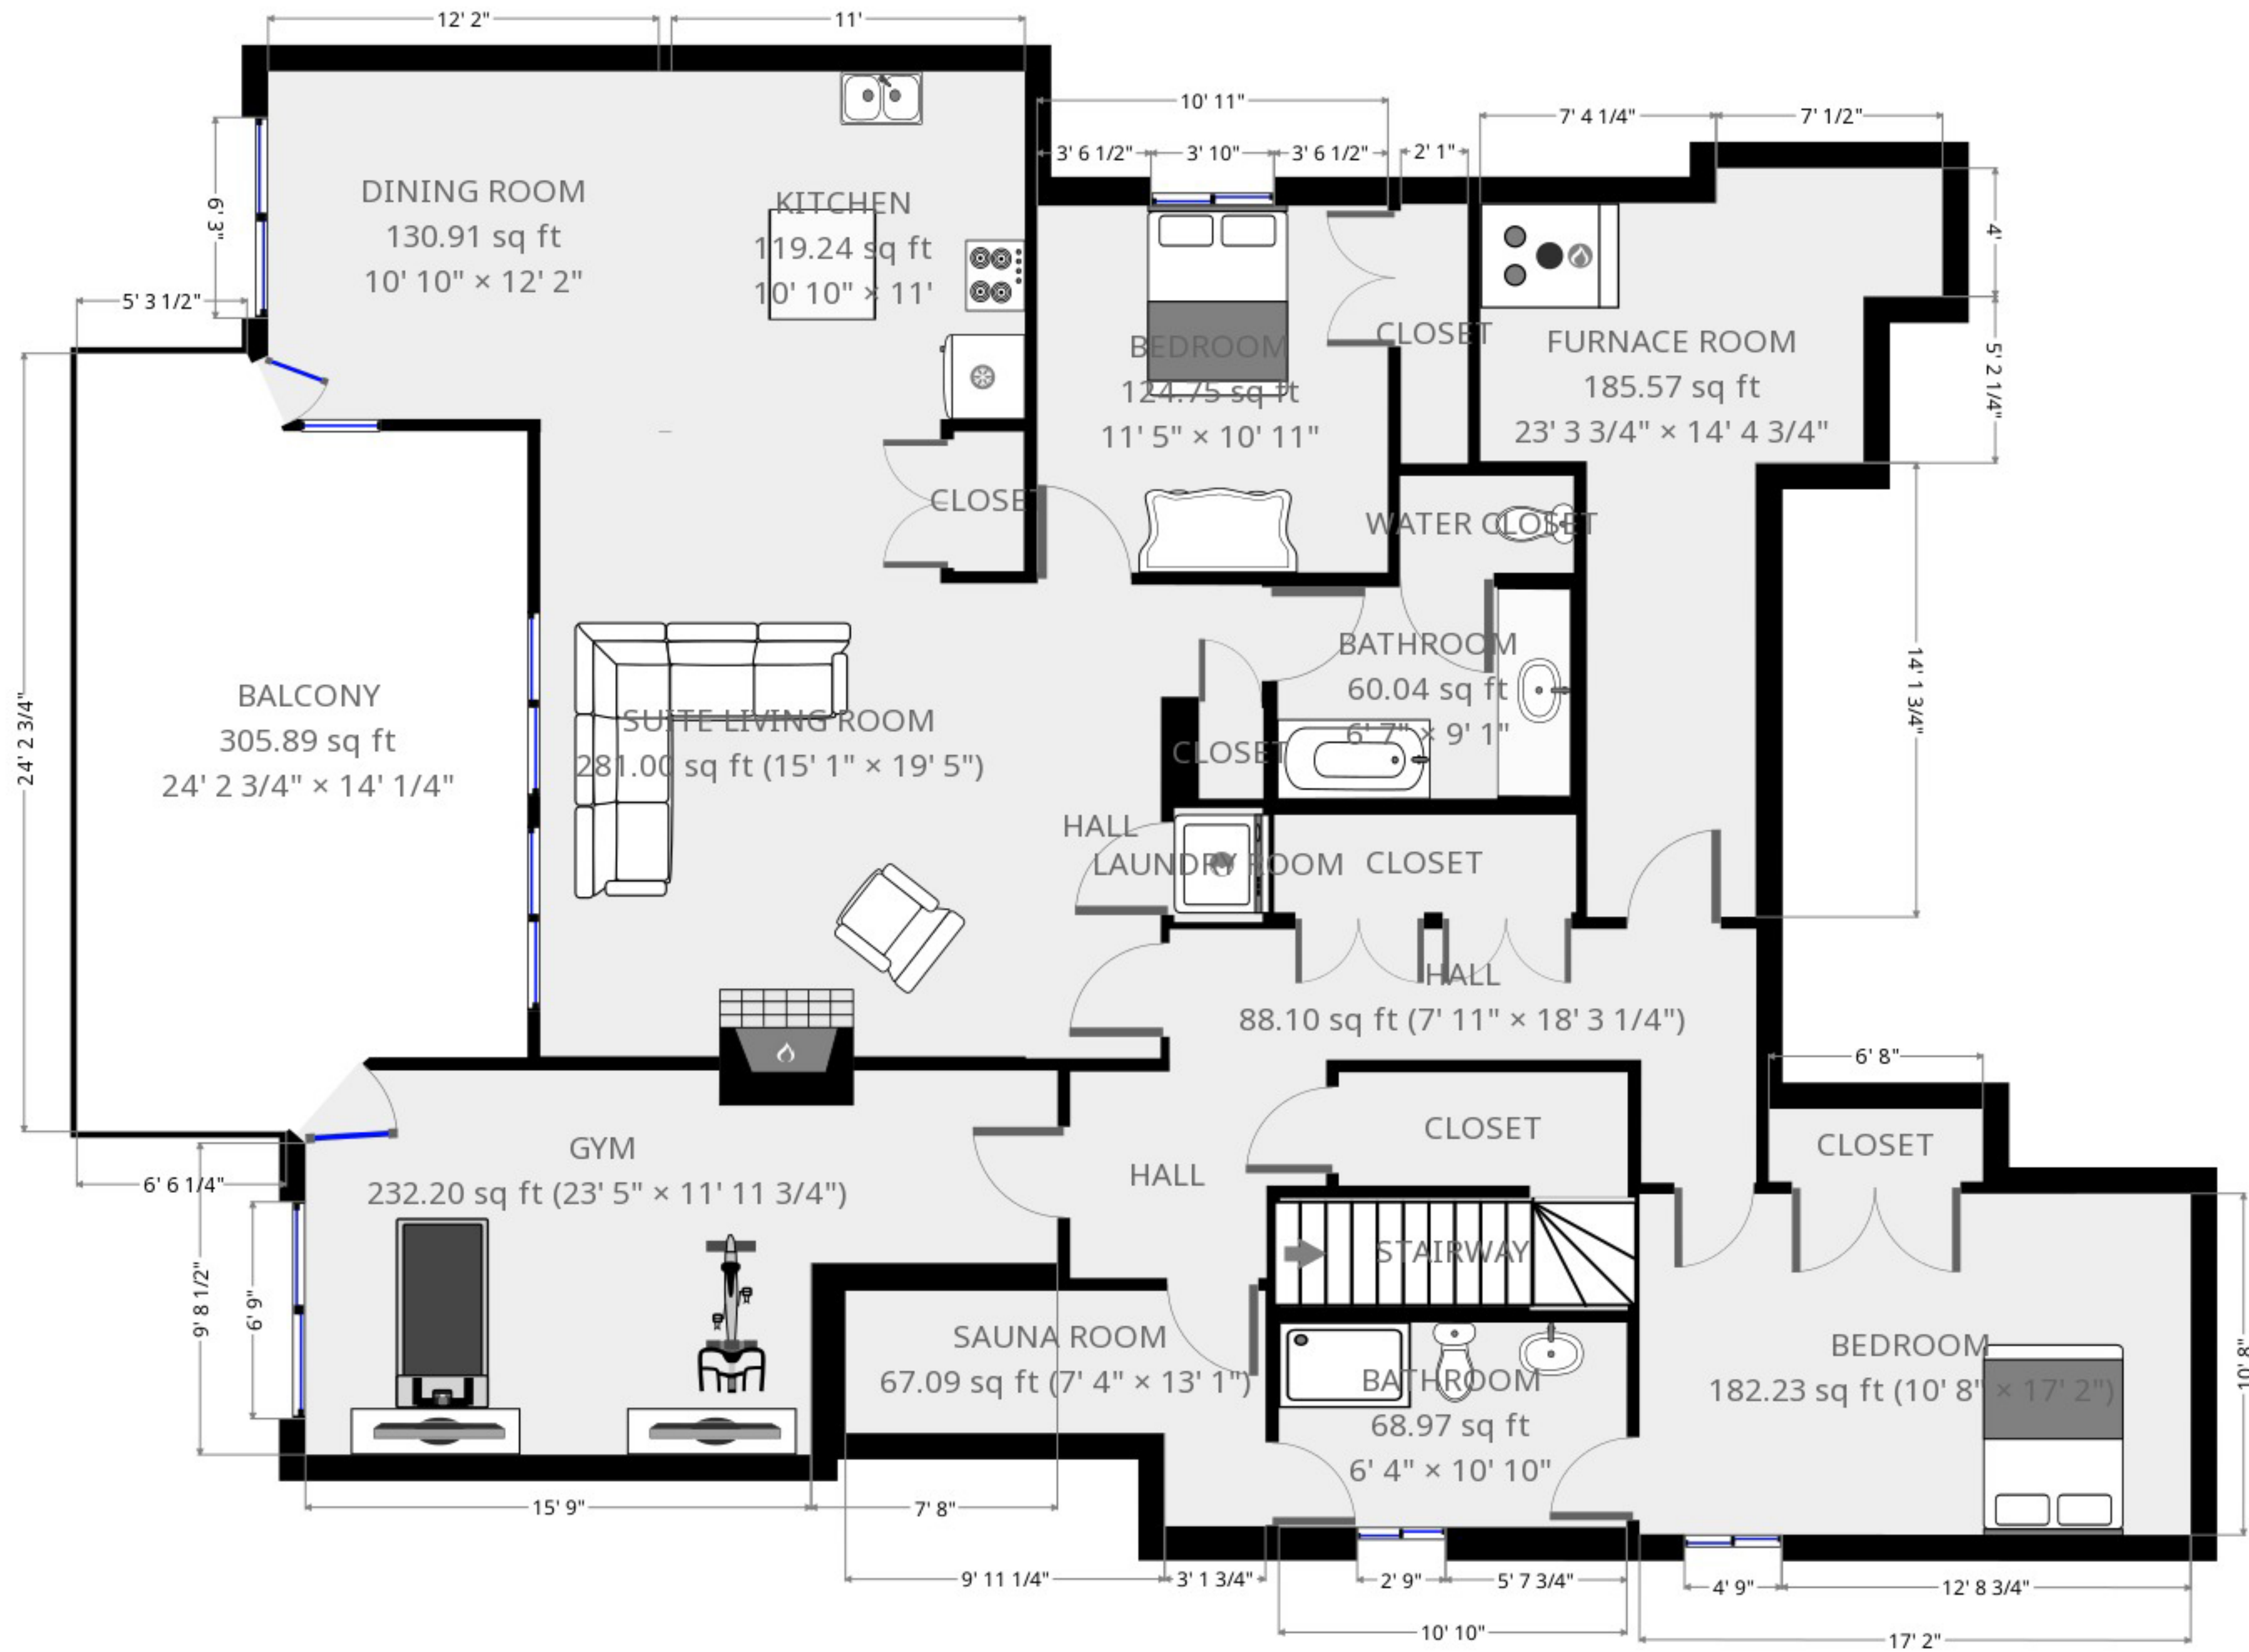 12' 2"
11'
10' 11"
7' 4 1/4"
7' 1/2"
3' 6 1/2"
3' 10"
3' 6 1/2"
2' 1"
6' 3"
4'
5' 2 1/4"
5' 3 1/2"
DINING ROOM
130.91 sq ft
10' 10" × 12' 2"
KITCHEN
119.24 sq ft
10' 10" × 11'
BEDROOM
124.75 sq ft
11' 5" × 10' 11"
CLOSET
FURNACE ROOM
185.57 sq ft
23' 3 3/4" × 14' 4 3/4"
CLOSET
WATER CLOSET
BATHROOM
60.04 sq ft
6' 7" × 9' 1"
14' 1 3/4"
24' 2 3/4"
BALCONY
305.89 sq ft
24' 2 3/4" × 14' 1/4"
SUITE LIVING ROOM
281.00 sq ft (15' 1" × 19' 5")
CLOSET
HALL
LAUNDRY ROOM
CLOSET
HALL
88.10 sq ft (7' 11" × 18' 3 1/4")
6' 8"
CLOSET
CLOSET
GYM
232.20 sq ft (23' 5" × 11' 11 3/4")
HALL
6' 6 1/4"
9' 8 1/2"
6' 9"
STAIRWAY
SAUNA ROOM
67.09 sq ft (7' 4" × 13' 1")
BATHROOM
68.97 sq ft
6' 4" × 10' 10"
BEDROOM
182.23 sq ft (10' 8" × 17' 2")
10' 8"
15' 9"
7' 8"
9' 11 1/4"
3' 1 3/4"
2' 9"
5' 7 3/4"
4' 9"
12' 8 3/4"
10' 10"
17' 2"